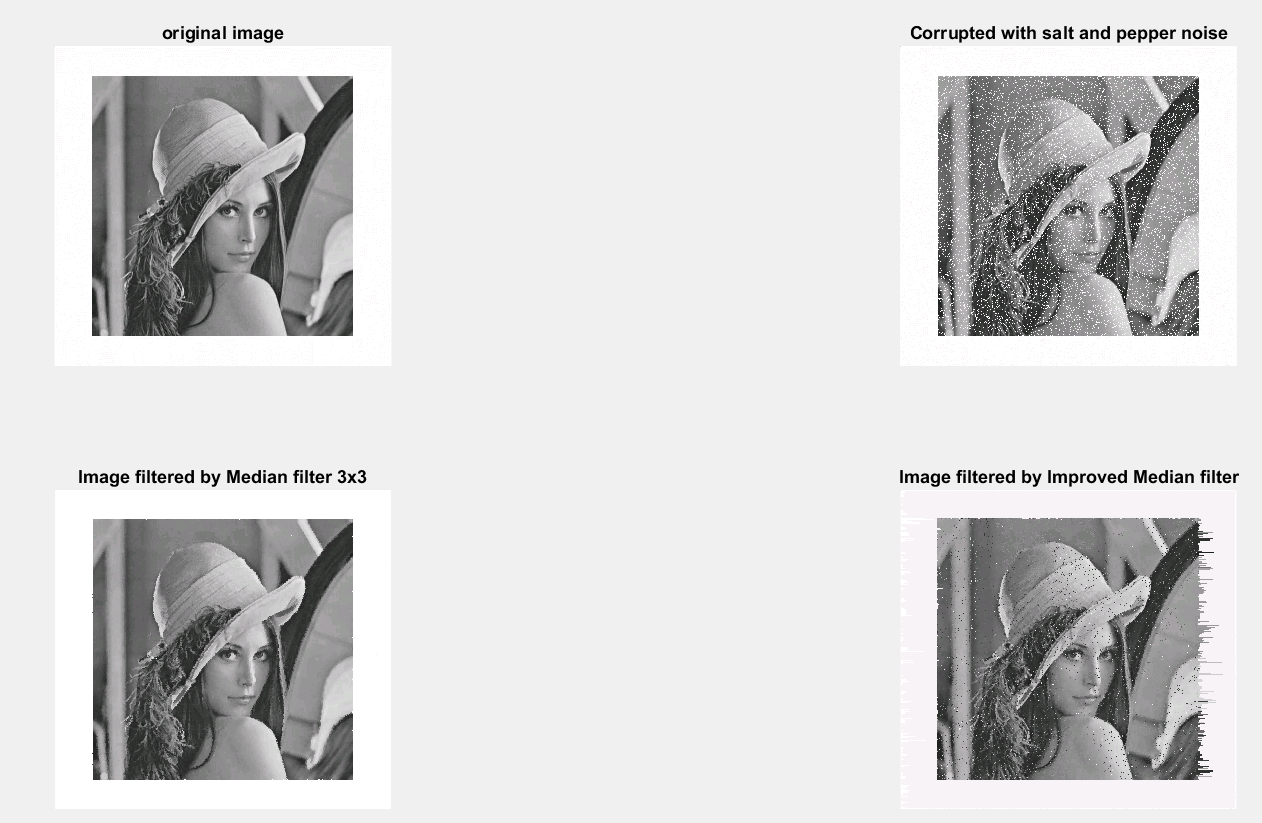 original image
Corrupted with salt and pepper noise
Image filtered by Median filter 3x3
Image filtered by Improved Median filter